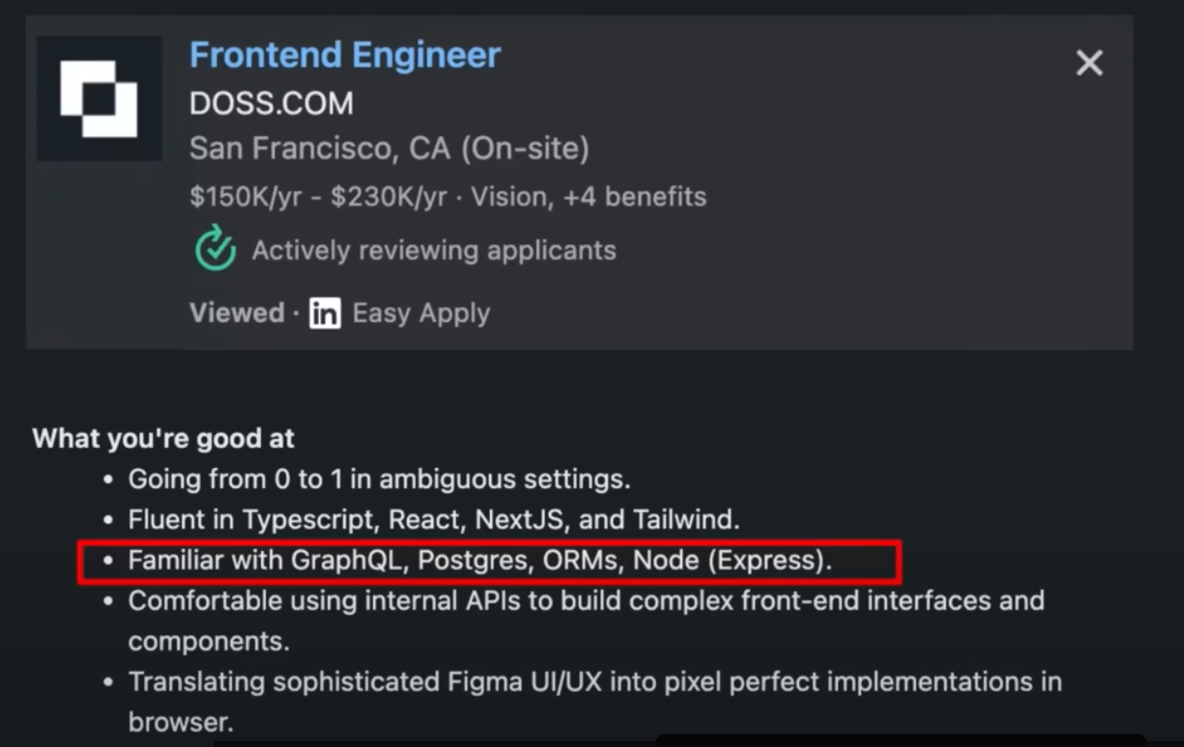 Frontend Engineer
DOSS.COM
San Francisco, CA (On-site)
$150K/yr - $230K/yr · Vision, +4 benefits
Actively reviewing applicants
Viewed · in Easy Apply
What you're good at
• Going from 0 to 1 in ambiguous settings.
• Fluent in Typescript, React, NextJS, and Tailwind.
• Familiar with GraphQL, Postgres, ORMs, Node (Express).
• Comfortable using internal APIs to build complex front-end interfaces and
components.
• Translating sophisticated Figma UI/UX into pixel perfect implementations in
browser.